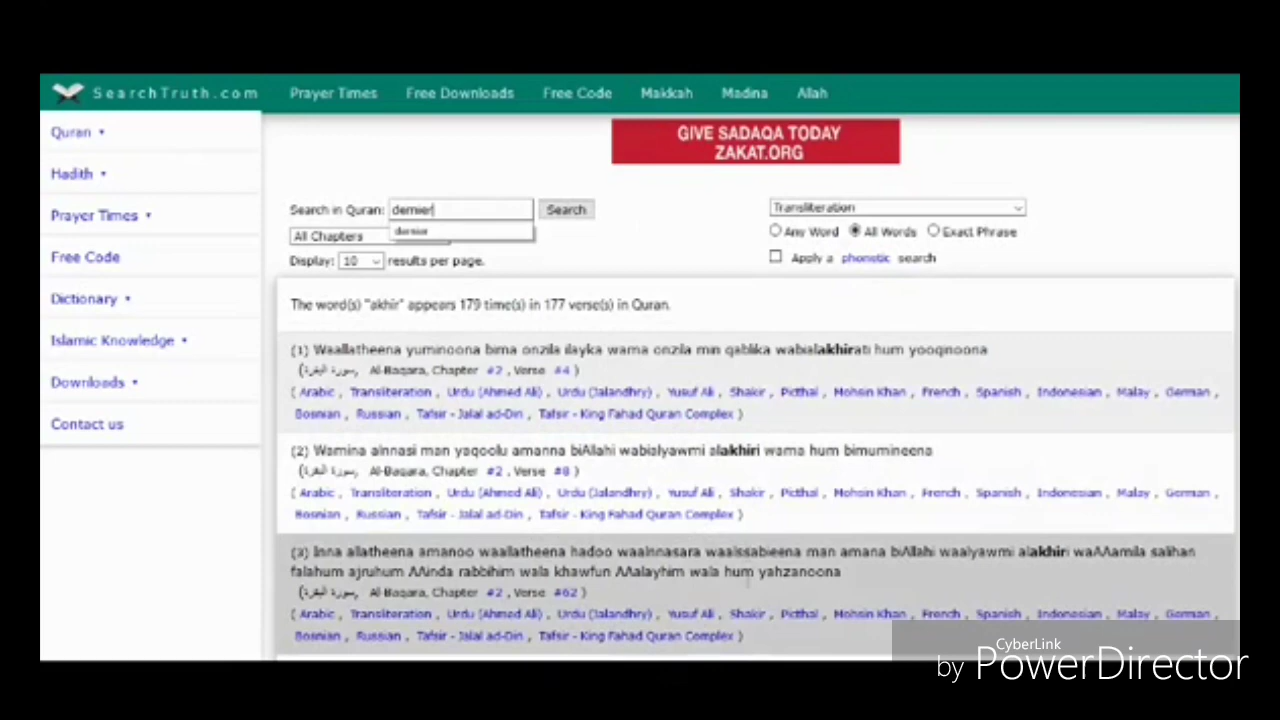 SearchTruth.com Prayer Times Free Downloads Free Code Makkah Madina Allah
Quran
Hadith
Prayer Times
Free Code
Dictionary
Islamic Knowledge
Downloads
Contact us
GIVE SADAQA TODAY
ZAKAT.ORG
Search in Quran: dernier Search Transliteration
dernier
All Chapters Any Word All Words Exact Phrase
Display: 10 results per page. Apply a phonetic search
The word(s) "akhir" appears 179 time(s) in 177 verse(s) in Quran.
(1) Waallatheena yuminoona bima onzila ilayka wama onzila min qablika wabialakhirati hum yooqinoona
(سورة البقرة, Al-Baqara, Chapter #2 , Verse #4 )
( Arabic , Transliteration , Urdu (Ahmed Ali) , Urdu (Jalandhry) , Yusuf Ali , Shakir , Picthal , Mohsin Khan , French , Spanish , Indonesian , Malay , German ,
Bosnian , Russian , Tafsir - Jalal ad-Din , Tafsir - King Fahad Quran Complex )
(2) Wamina alnnasi man yaqoolu amanna biAllahi wabialyawmi alakhiri wama hum bimumineena
(سورة البقرة, Al-Baqara, Chapter #2 , Verse #8 )
( Arabic , Transliteration , Urdu (Ahmed Ali) , Urdu (Jalandhry) , Yusuf Ali , Shakir , Picthal , Mohsin Khan , French , Spanish , Indonesian , Malay , German ,
Bosnian , Russian , Tafsir - Jalal ad-Din , Tafsir - King Fahad Quran Complex )
(3) Inna allatheena amanoo waallatheena hadoo waalnnasara waalssabieena man amana biAllahi waalyawmi alakhiri waAAamila salihan
falahum ajruhum AAinda rabbihim wala khawfun AAalayhim wala hum yahzanoona
(سورة البقرة, Al-Baqara, Chapter #2 , Verse #62 )
( Arabic , Transliteration , Urdu (Ahmed Ali) , Urdu (Jalandhry) , Yusuf Ali , Shakir , Picthal , Mohsin Khan , French , Spanish , Indonesian , Malay , German ,
Bosnian , Russian , Tafsir - Jalal ad-Din , Tafsir - King Fahad Quran Complex )
CyberLink
by PowerDirector